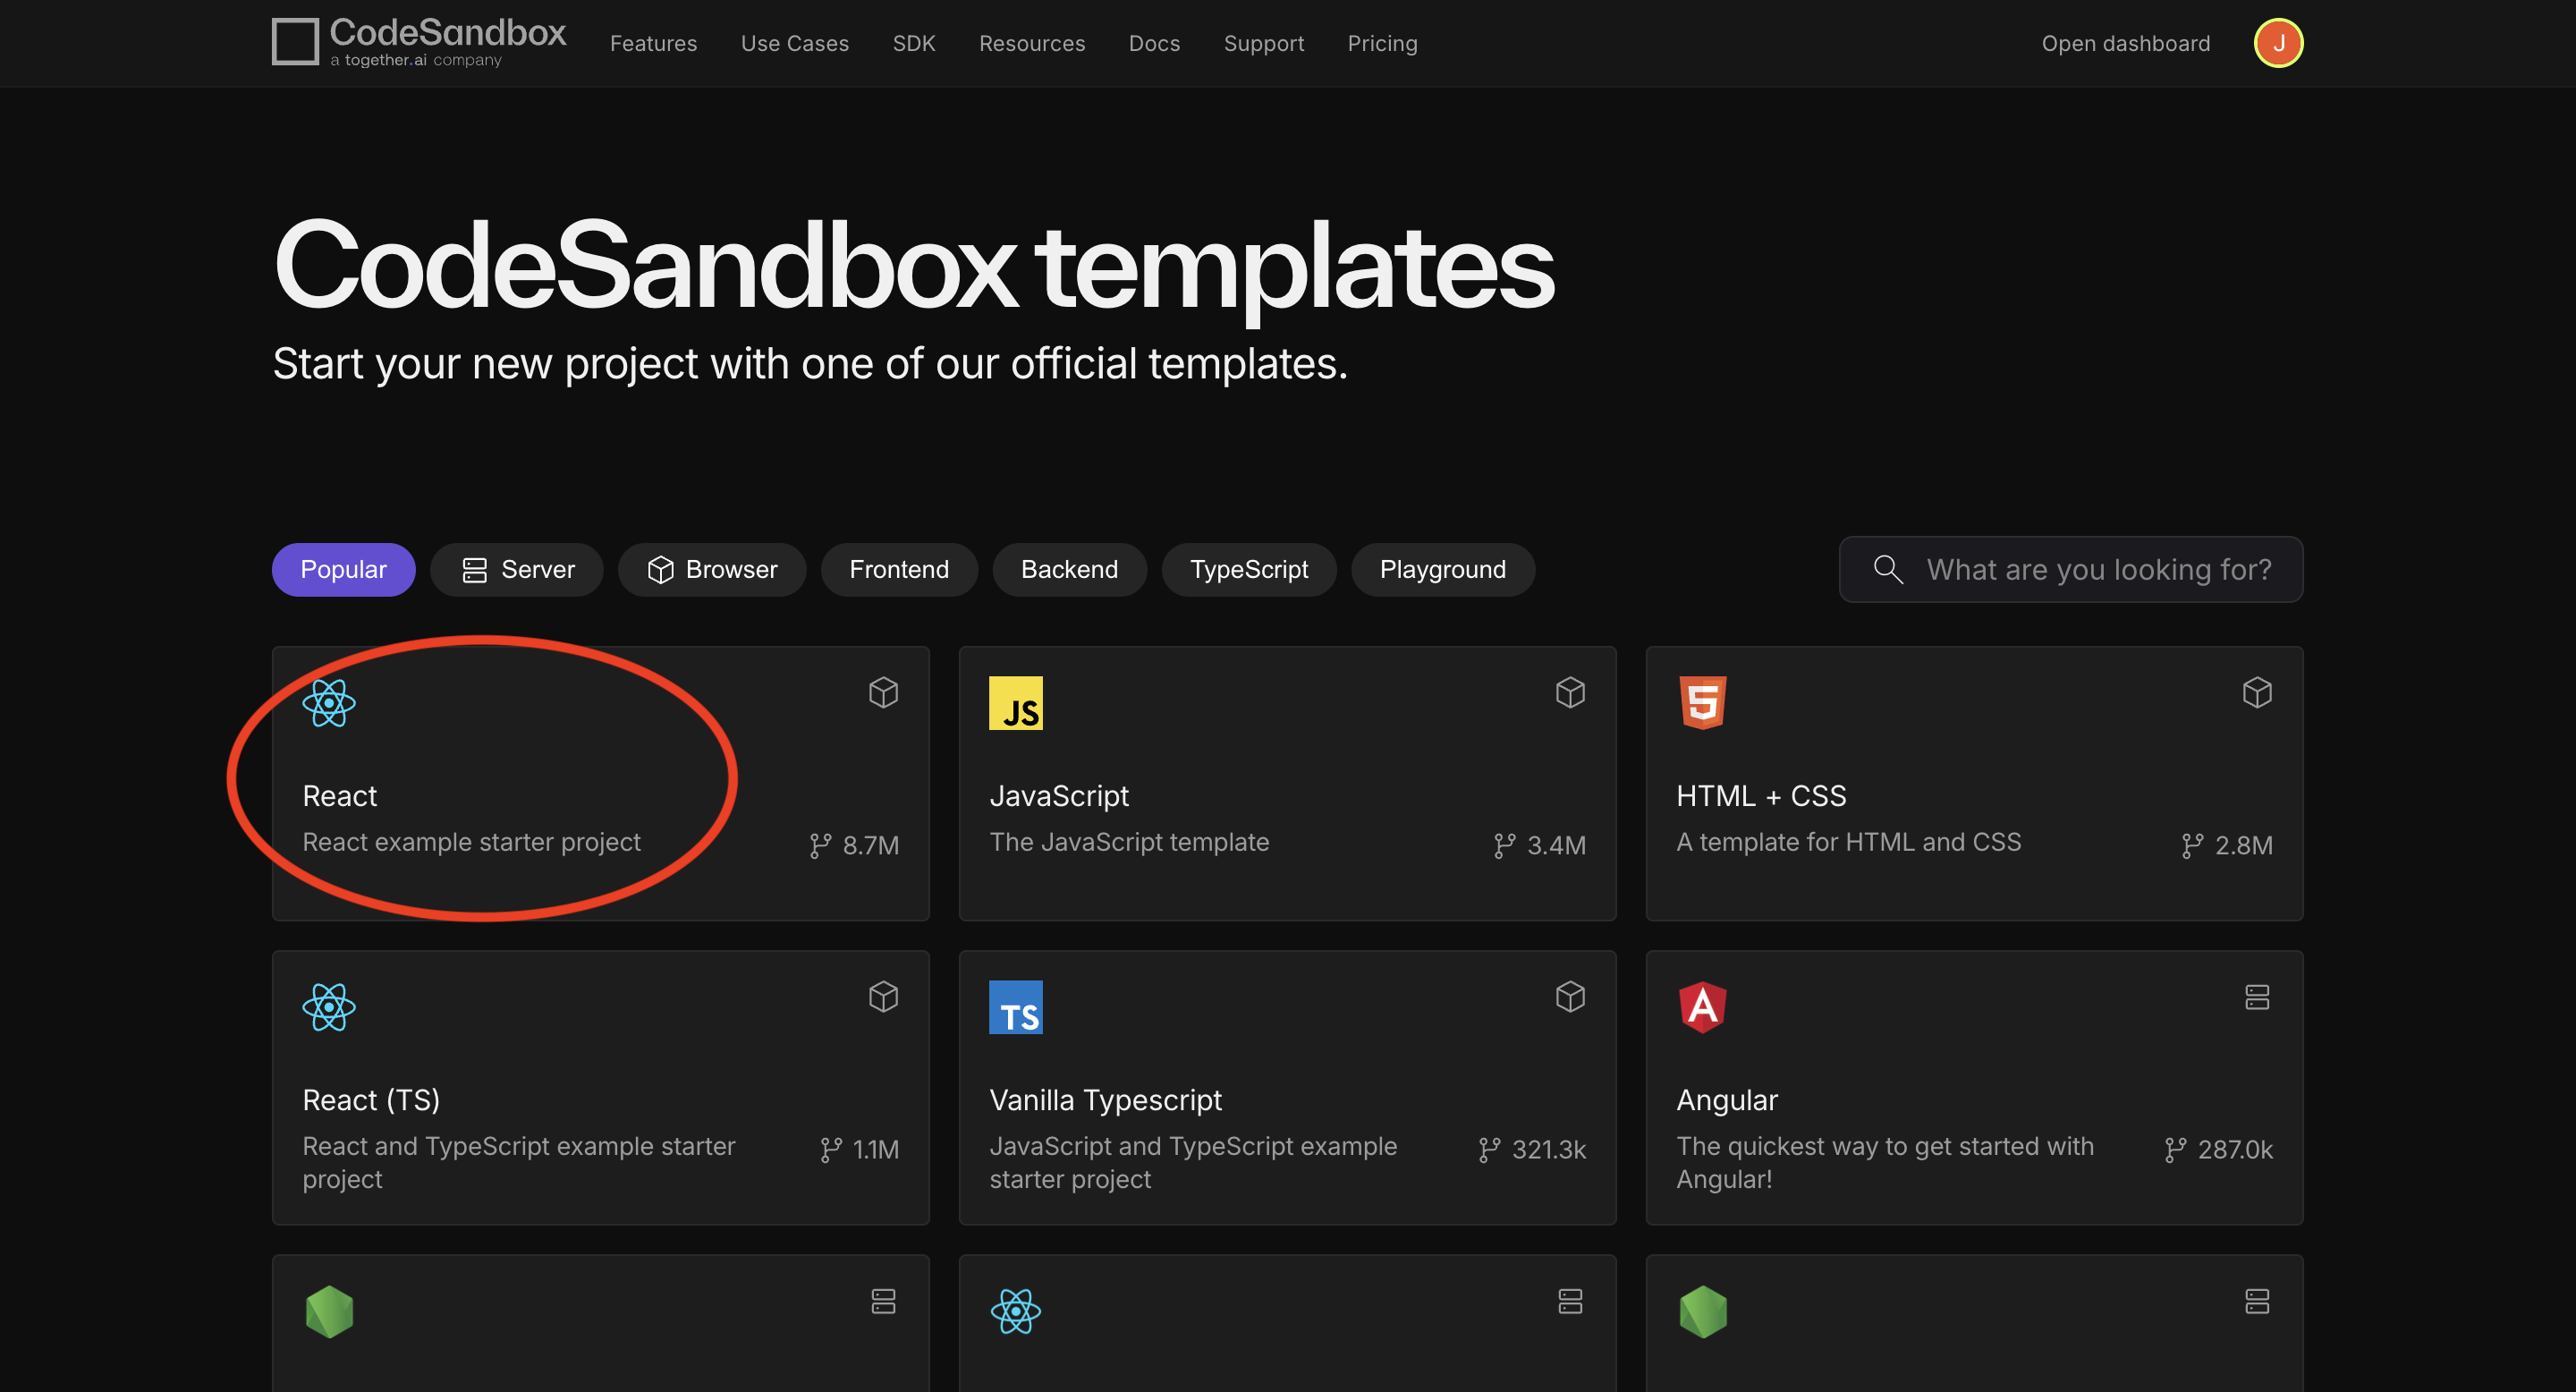 CodeSandbox
a together.ai company
Features
Use Cases
SDK
Resources
Docs
Support
Pricing
Open dashboard
J
CodeSandbox templates
Start your new project with one of our official templates.
Popular
Server
Browser
Frontend
Backend
TypeScript
Playground
What are you looking for?
React
React example starter project
8.7M
JS
JavaScript
The JavaScript template
3.4M
5
HTML + CSS
A template for HTML and CSS
2.8M
React (TS)
React and TypeScript example starter
project
1.1M
TS
Vanilla Typescript
JavaScript and TypeScript example
starter project
321.3k
A
Angular
The quickest way to get started with
Angular!
287.0k